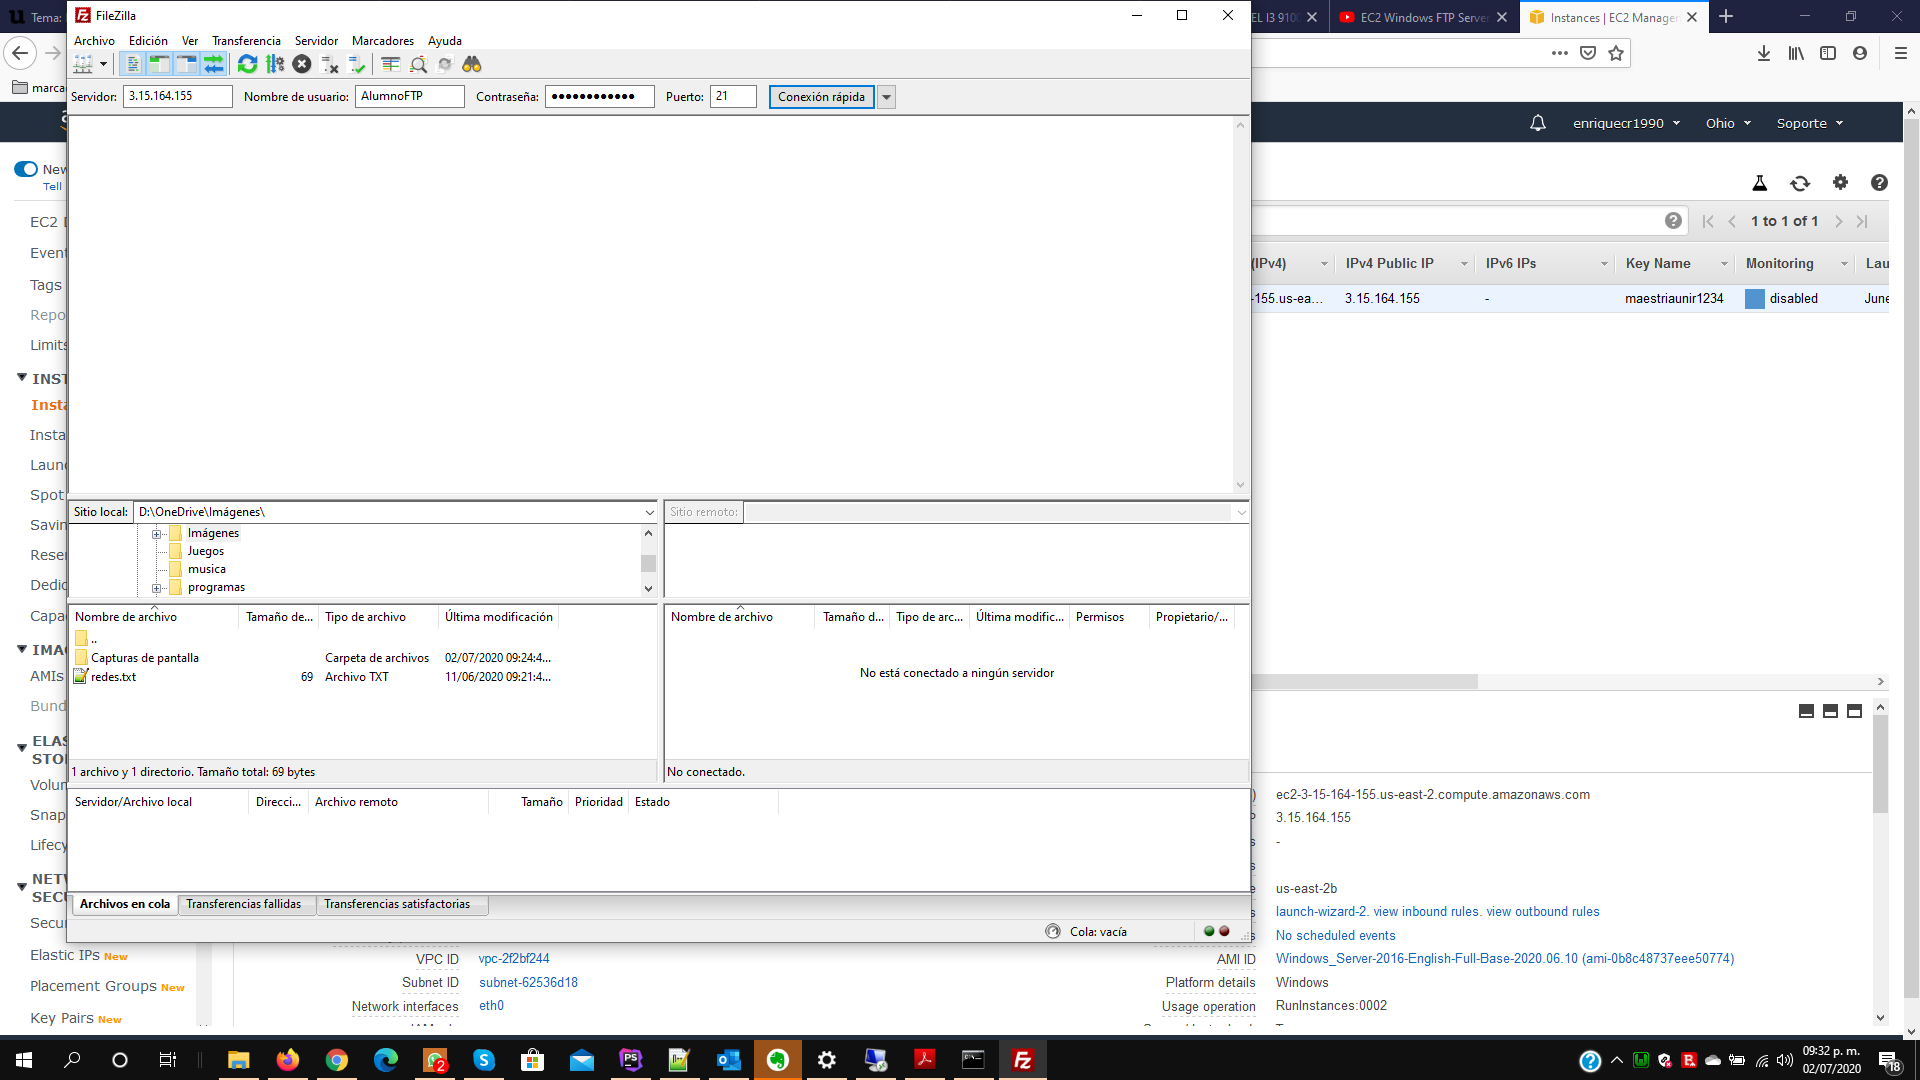 Tema:
FileZilla
EL I3 910
EC2 Windows FTP Server
Instances | EC2 Manage
Archivo Edición Ver Transferencia Servidor Marcadores Ayuda
marca
Servidor: 3.15.164.155 Nombre de usuario: AlumnoFTP Contraseña: ●●●●●●●●●●●● Puerto: 21 Conexión rápida
enriquecr1990 Ohio Soporte
New
Tell
EC2
Event
Tags
Repo
Limits
INST
Insta
Insta
Laun
Spot
Savin
Reser
Dedic
Capa
IMA
AMIs
Bund
ELAS
STO
Volun
Snap
Lifecy
NETW
SECU
Secur
Elastic IPs New
Placement Groups New
Key Pairs New
1 to 1 of 1
(IPv4) IPv4 Public IP IPv6 IPs Key Name Monitoring Lau
-155.us-ea... 3.15.164.155 - maestriaunir1234 disabled June
Sitio local: D:\OneDrive\Imágenes\
Imágenes
Juegos
musica
programas
Sitio remoto:
Nombre de archivo Tamaño de... Tipo de archivo Última modificación
..
Capturas de pantalla Carpeta de archivos 02/07/2020 09:24:4...
redes.txt 69 Archivo TXT 11/06/2020 09:21:4...
1 archivo y 1 directorio. Tamaño total: 69 bytes
Nombre de archivo Tamaño d... Tipo de arc... Última modific... Permisos Propietario/...
No está conectado a ningún servidor
No conectado.
Servidor/Archivo local Direcci... Archivo remoto Tamaño Prioridad Estado
Archivos en cola Transferencias fallidas Transferencias satisfactorias
Cola: vacía
ec2-3-15-164-155.us-east-2.compute.amazonaws.com
3.15.164.155
-
us-east-2b
launch-wizard-2. view inbound rules. view outbound rules
No scheduled events
VPC ID vpc-2f2bf244
AMI ID Windows_Server-2016-English-Full-Base-2020.06.10 (ami-0b8c48737eee50774)
Subnet ID subnet-62536d18
Platform details Windows
Network interfaces eth0
Usage operation RunInstances:0002
2
09:32 p. m.
02/07/2020
18